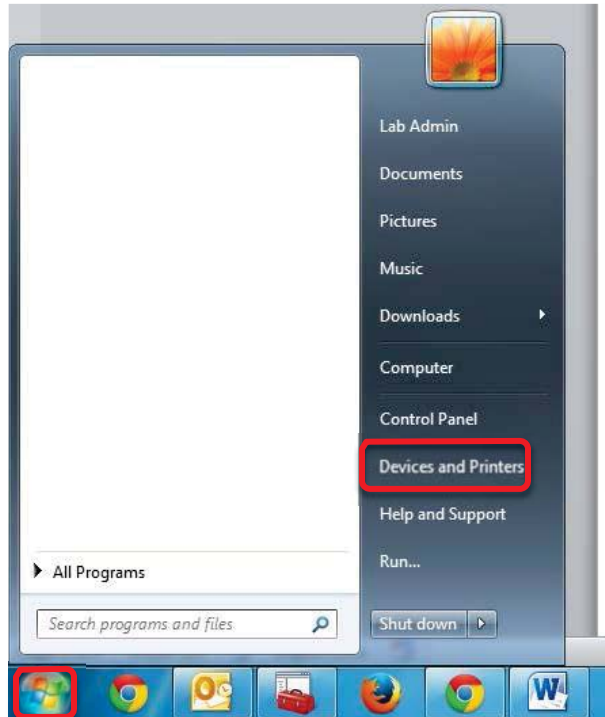 Lab Admin
Documents
Pictures
Music
Downloads
Computer
Control Panel
Devices and Printers
Help and Support
Run...
All Programs
Search programs and files
Shut down